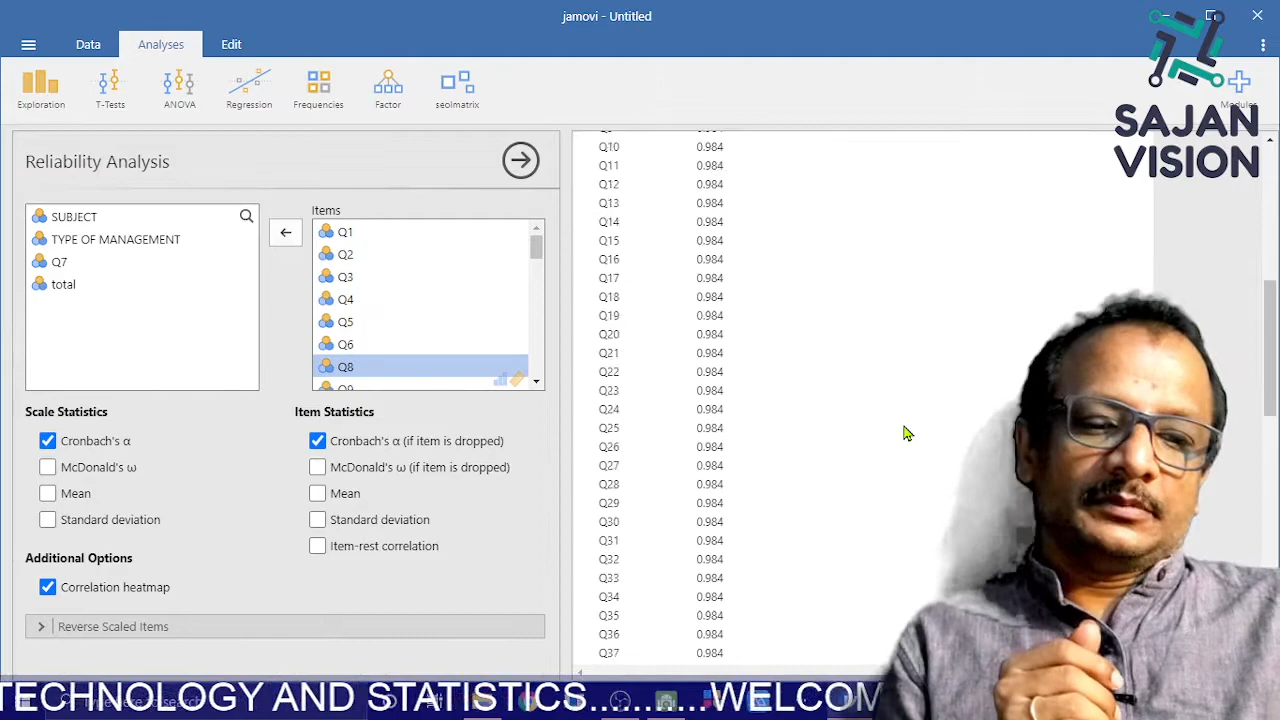 jamovi - Untitled
Data
Analyses
Edit
Exploration
T-Tests
ANOVA
Regression
Frequencies
Factor
seolmatrix
Modules
SAJAN
VISION
Reliability Analysis
SUBJECT
TYPE OF MANAGEMENT
Q7
total
Items
Q1
Q2
Q3
Q4
Q5
Q6
Q8
Q9
Scale Statistics
Cronbach's α
McDonald's ω
Mean
Standard deviation
Additional Options
Correlation heatmap
Item Statistics
Cronbach's α (if item is dropped)
McDonald's ω (if item is dropped)
Mean
Standard deviation
Item-rest correlation
Reverse Scaled Items
Q10 0.984
Q11 0.984
Q12 0.984
Q13 0.984
Q14 0.984
Q15 0.984
Q16 0.984
Q17 0.984
Q18 0.984
Q19 0.984
Q20 0.984
Q21 0.984
Q22 0.984
Q23 0.984
Q24 0.984
Q25 0.984
Q26 0.984
Q27 0.984
Q28 0.984
Q29 0.984
Q30 0.984
Q31 0.984
Q32 0.984
Q33 0.984
Q34 0.984
Q35 0.984
Q36 0.984
Q37 0.984
TECHNOLOGY AND STATISTICS..........WELCOM